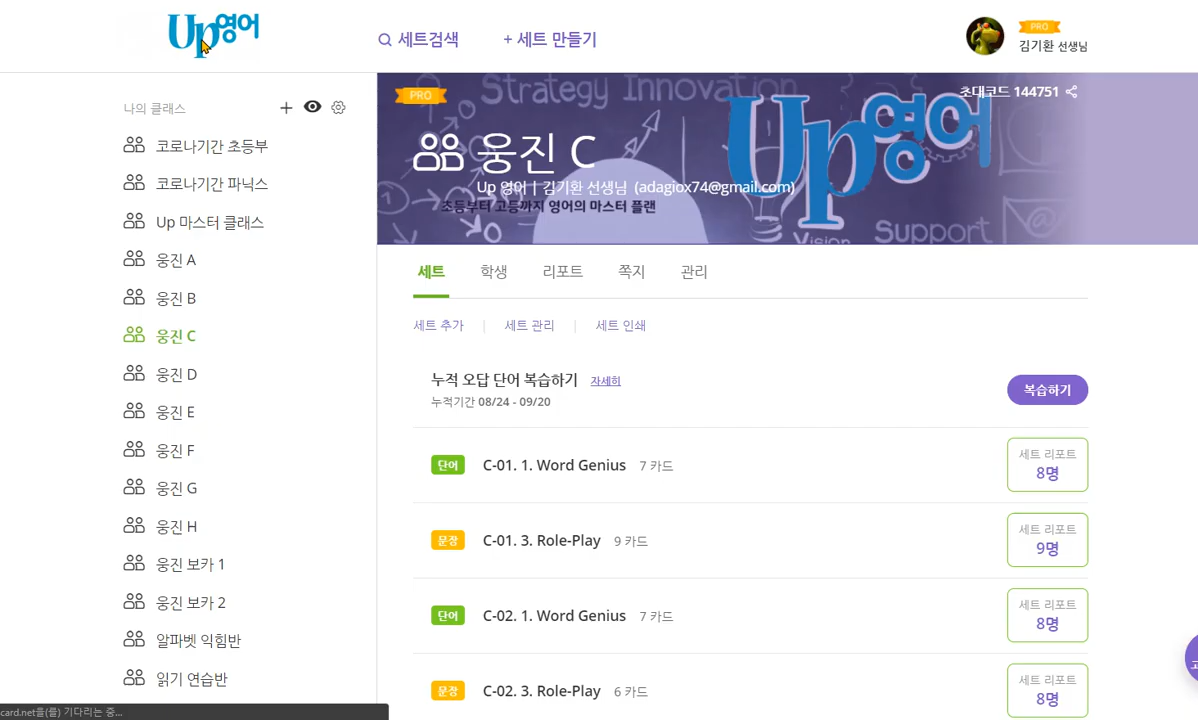 Up영어
세트검색
+ 세트 만들기
PRO
김기환 선생님
나의 클래스
코로나기간 초등부
코로나기간 파닉스
Up 마스터 클래스
웅진 A
웅진 B
웅진 C
웅진 D
웅진 E
웅진 F
웅진 G
웅진 H
웅진 보카 1
웅진 보카 2
알파벳 익힘반
읽기 연습반
card.net을(를) 기다리는 중...
PRO
Strategy Innovation
초대코드 144751
웅진 C
Up영어
Up 영어 | 김기환 선생님 (adagiox74@gmail.com)
초등부터 고등까지 영어의 마스터 플랜
Vision
Support
세트
학생
리포트
쪽지
관리
세트 추가
세트 관리
세트 인쇄
누적 오답 단어 복습하기 자세히
누적기간 08/24 - 09/20
복습하기
단어 C-01. 1. Word Genius 7 카드
세트 리포트
8명
문장 C-01. 3. Role-Play 9 카드
세트 리포트
9명
단어 C-02. 1. Word Genius 7 카드
세트 리포트
8명
문장 C-02. 3. Role-Play 6 카드
세트 리포트
8명